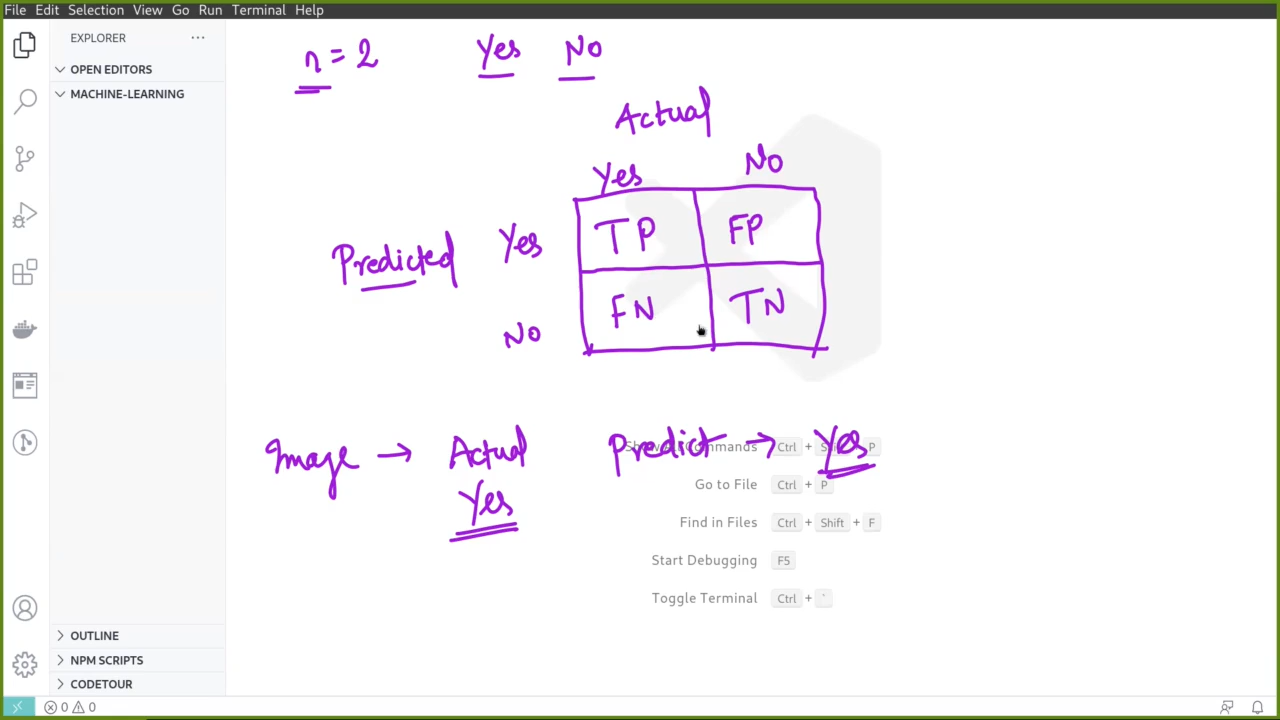 File Edit Selection View Go Run Terminal Help
EXPLORER ...
OPEN EDITORS
MACHINE-LEARNING
n = 2 Yes No
Actual
Yes No
Predicted Yes TP FP
No FN TN
Image → Actual Predict → Yes
Yes
Commands Ctrl + P
Go to File Ctrl + P
Find in Files Ctrl + Shift + F
Start Debugging F5
Toggle Terminal Ctrl + `
OUTLINE
NPM SCRIPTS
CODETOUR
0 0